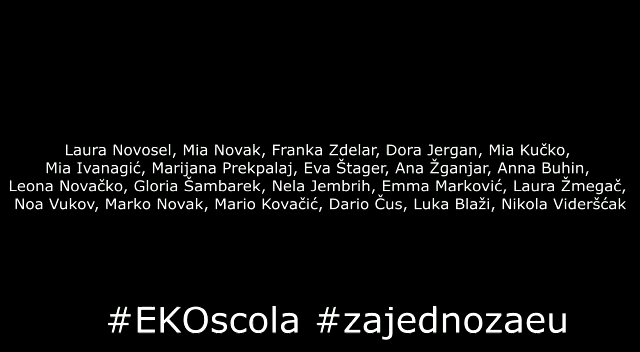 Laura Novosel, Mia Novak, Franka Zdelar, Dora Jergan, Mia Kučko,
Mia Ivanagić, Marijana Prekpalaj, Eva Štager, Ana Žganjar, Anna Buhin,
Leona Novačko, Gloria Šambarek, Nela Jembrih, Emma Marković, Laura Žmegač,
Noa Vukov, Marko Novak, Mario Kovačić, Dario Čus, Luka Blaži, Nikola Videršćak
#EKOscola #zajednozaeu